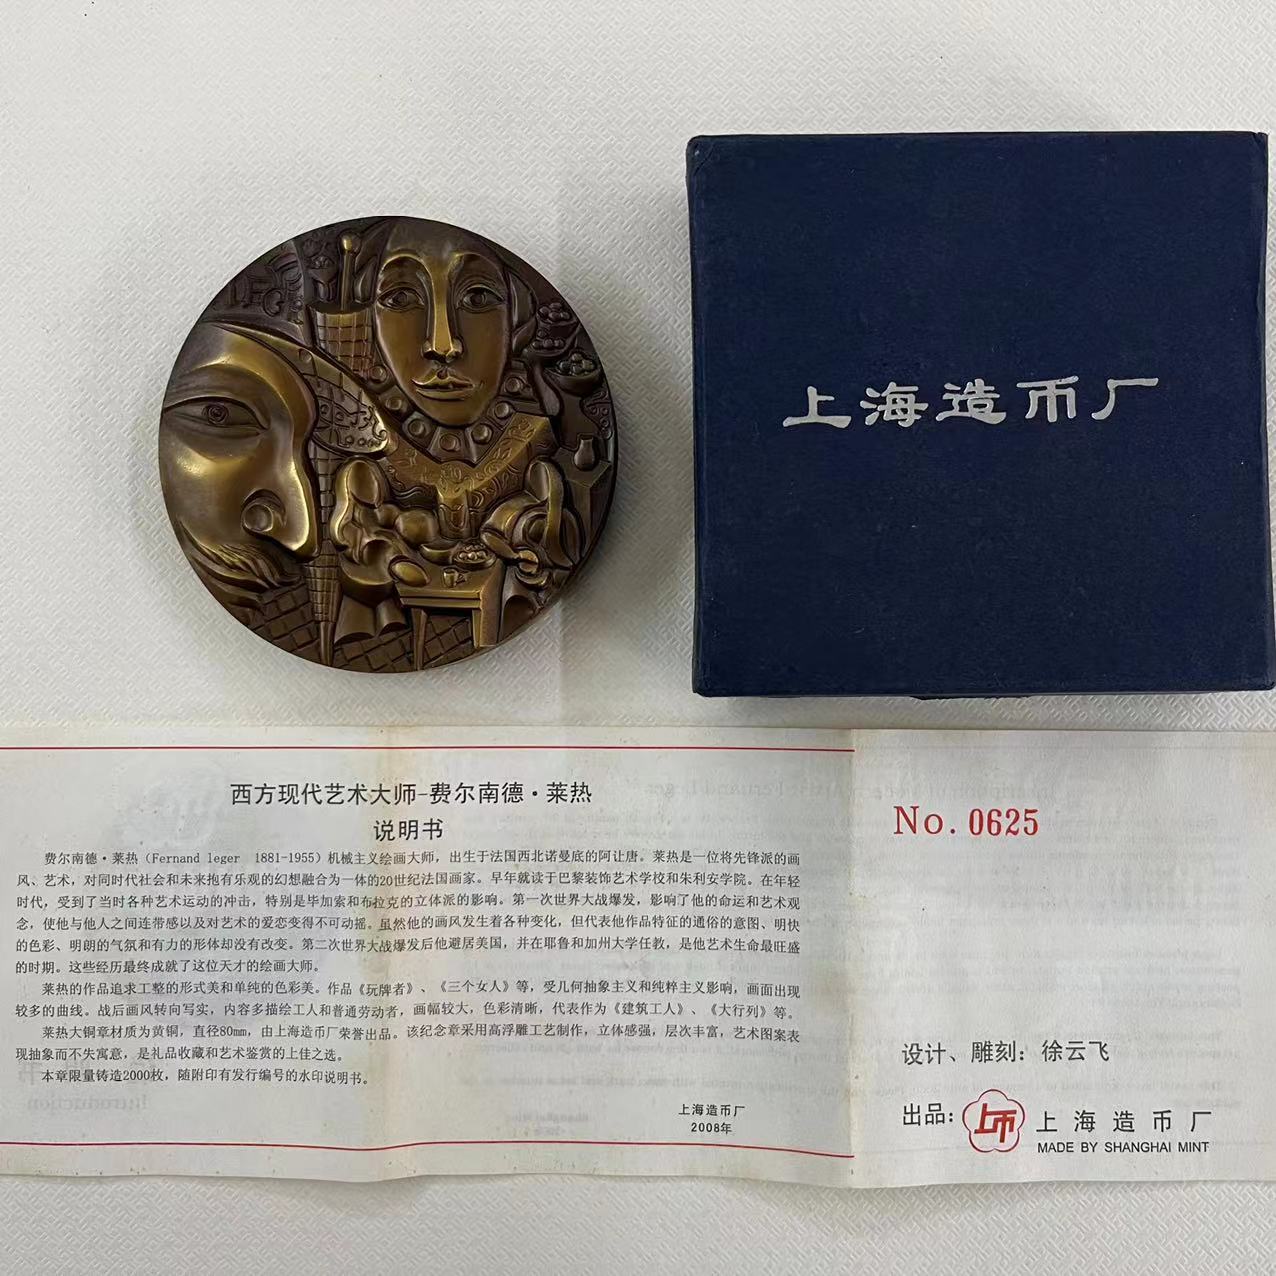 上海造币厂
西方现代艺术大师-费尔南德·莱热
说明书
费尔南德·莱热（Fernand leger 1881-1955）机械主义绘画大师，出生于法国西北诺曼底的阿让唐。莱热是一位将先锋派的画
风、艺术，对同时代社会和未来抱有乐观的幻想融合为一体的20世纪法国画家。早年就读于巴黎装饰艺术学校和朱利安学院。在年轻
时代，受到了当时各种艺术运动的冲击，特别是毕加索和布拉克的立体派的影响。第一次世界大战爆发，影响了他的命运和艺术观
念，使他与他人之间连带感以及对艺术的爱恋变得不可动摇。虽然他的画风发生着各种变化，但代表他作品特征的通俗的意图、明快
的色彩、明朗的气氛和有力的形体却没有改变。第二次世界大战爆发后他避居美国，并在耶鲁和加州大学任教，是他艺术生命最旺盛
的时期。这些经历最终成就了这位天才的绘画大师。
莱热的作品追求工整的形式美和单纯的色彩美。作品《玩牌者》、《三个女人》等，受几何抽象主义和纯粹主义影响，画面出现
较多的曲线。战后画风转向写实，内容多描绘工人和普通劳动者，画幅较大，色彩清晰，代表作为《建筑工人》、《大行列》等。
莱热大铜章材质为黄铜，直径80mm，由上海造币厂荣誉出品。该纪念章采用高浮雕工艺制作，立体感强，层次丰富，艺术图案表
现抽象而不失寓意，是礼品收藏和艺术鉴赏的上佳之选。
本章限量铸造2000枚，随附印有发行编号的水印说明书。
上海造币厂
2008年
No. 0625
设计、雕刻：徐云飞
出品：上海造币厂
MADE BY SHANGHAI MINT